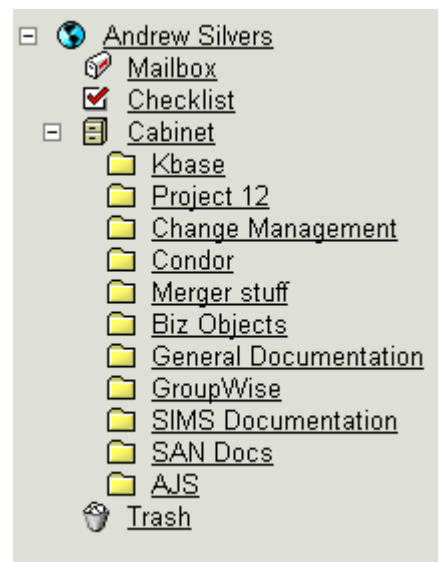 Andrew Silvers
Mailbox
Checklist
Cabinet
Kbase
Project 12
Change Management
Condor
Merger stuff
Biz Objects
General Documentation
GroupWise
SIMS Documentation
SAN Docs
AJS
Trash